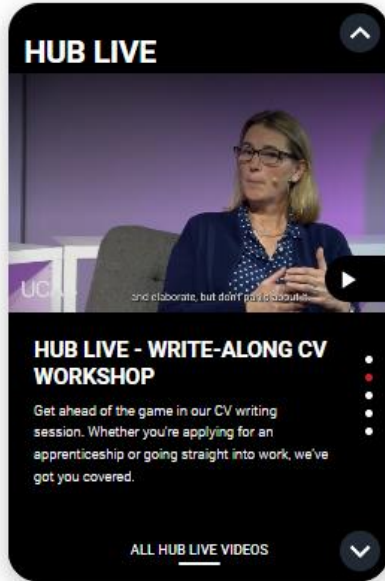 HUB LIVE
UCA
and elaborate, but don't panic about it.
HUB LIVE - WRITE-ALONG CV
WORKSHOP
Get ahead of the game in our CV writing
session. Whether you're applying for an
apprenticeship or going straight into work, we've
got you covered.
ALL HUB LIVE VIDEOS